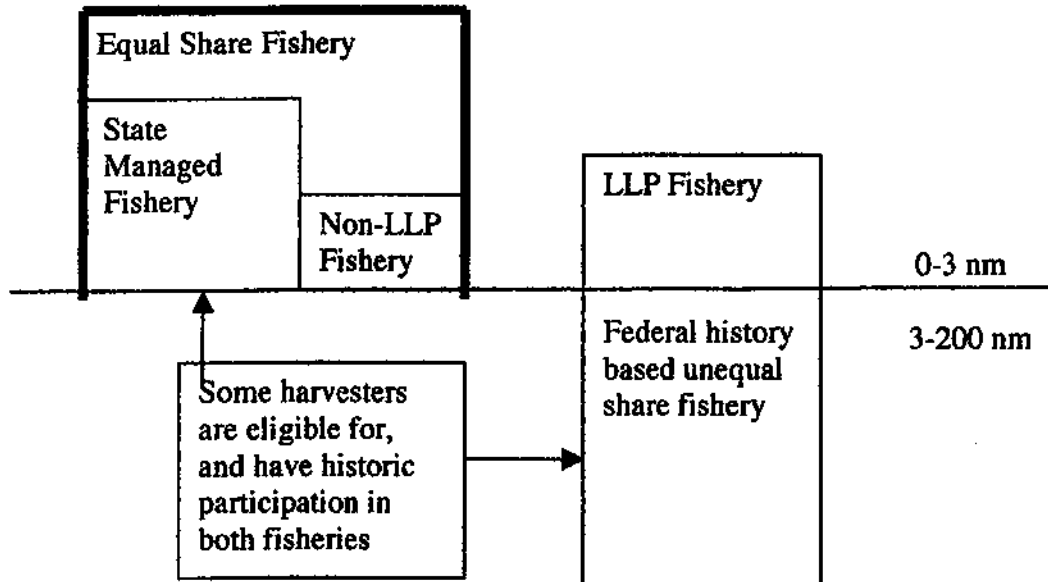 Equal Share Fishery
State
Managed
Fishery
Non-LLP
Fishery
LLP Fishery
0-3 nm
3-200 nm
Federal history
based unequal
share fishery
Some harvesters
are eligible for,
and have historic
participation in
both fisheries